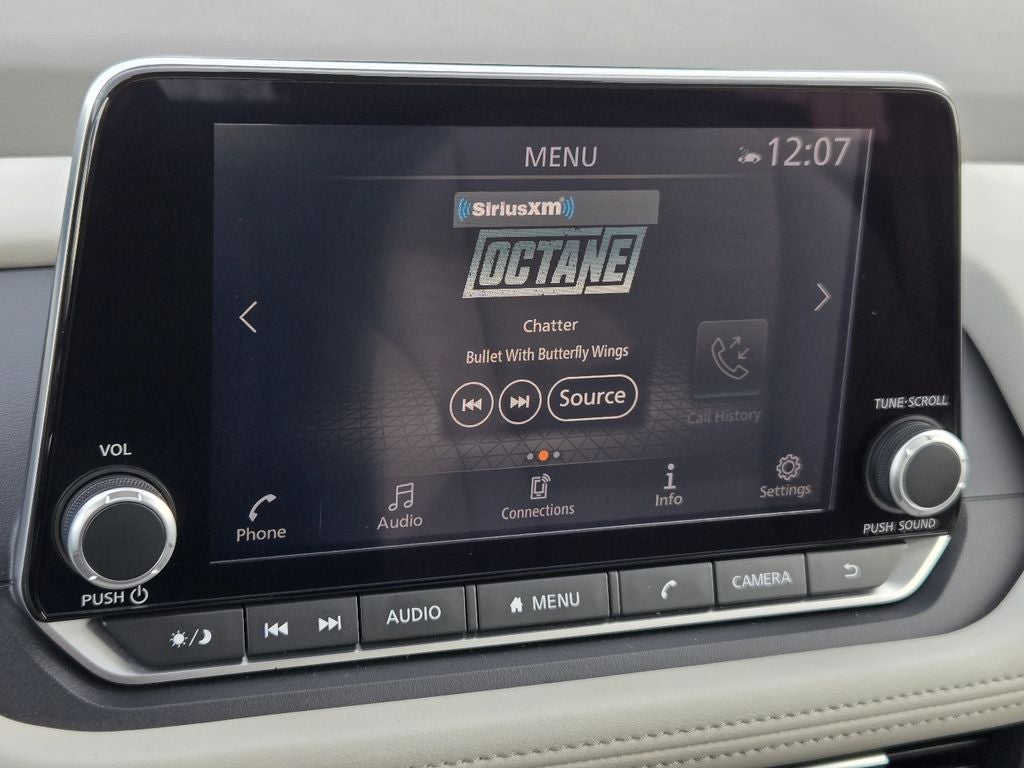 MENU
12:07
SiriusXm
OCTANE
Chatter
Bullet With Butterfly Wings
Source
Call History
Phone
Audio
Connections
Info
Settings
VOL
PUSH
TUNE·SCROLL
PUSH SOUND
AUDIO
MENU
CAMERA